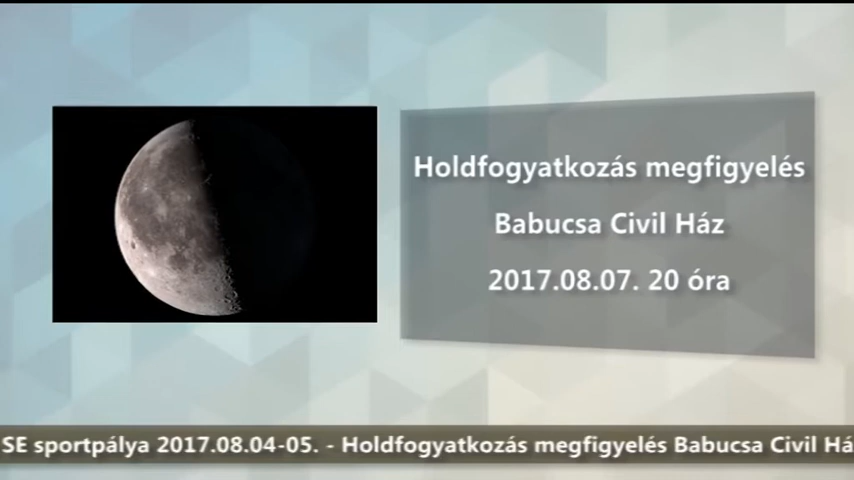 Holdfogyatkozás megfigyelés
Babucsa Civil Ház
2017.08.07. 20 óra
SE sportpálya 2017.08.04-05. - Holdfogyatkozás megfigyelés Babucsa Civil Há